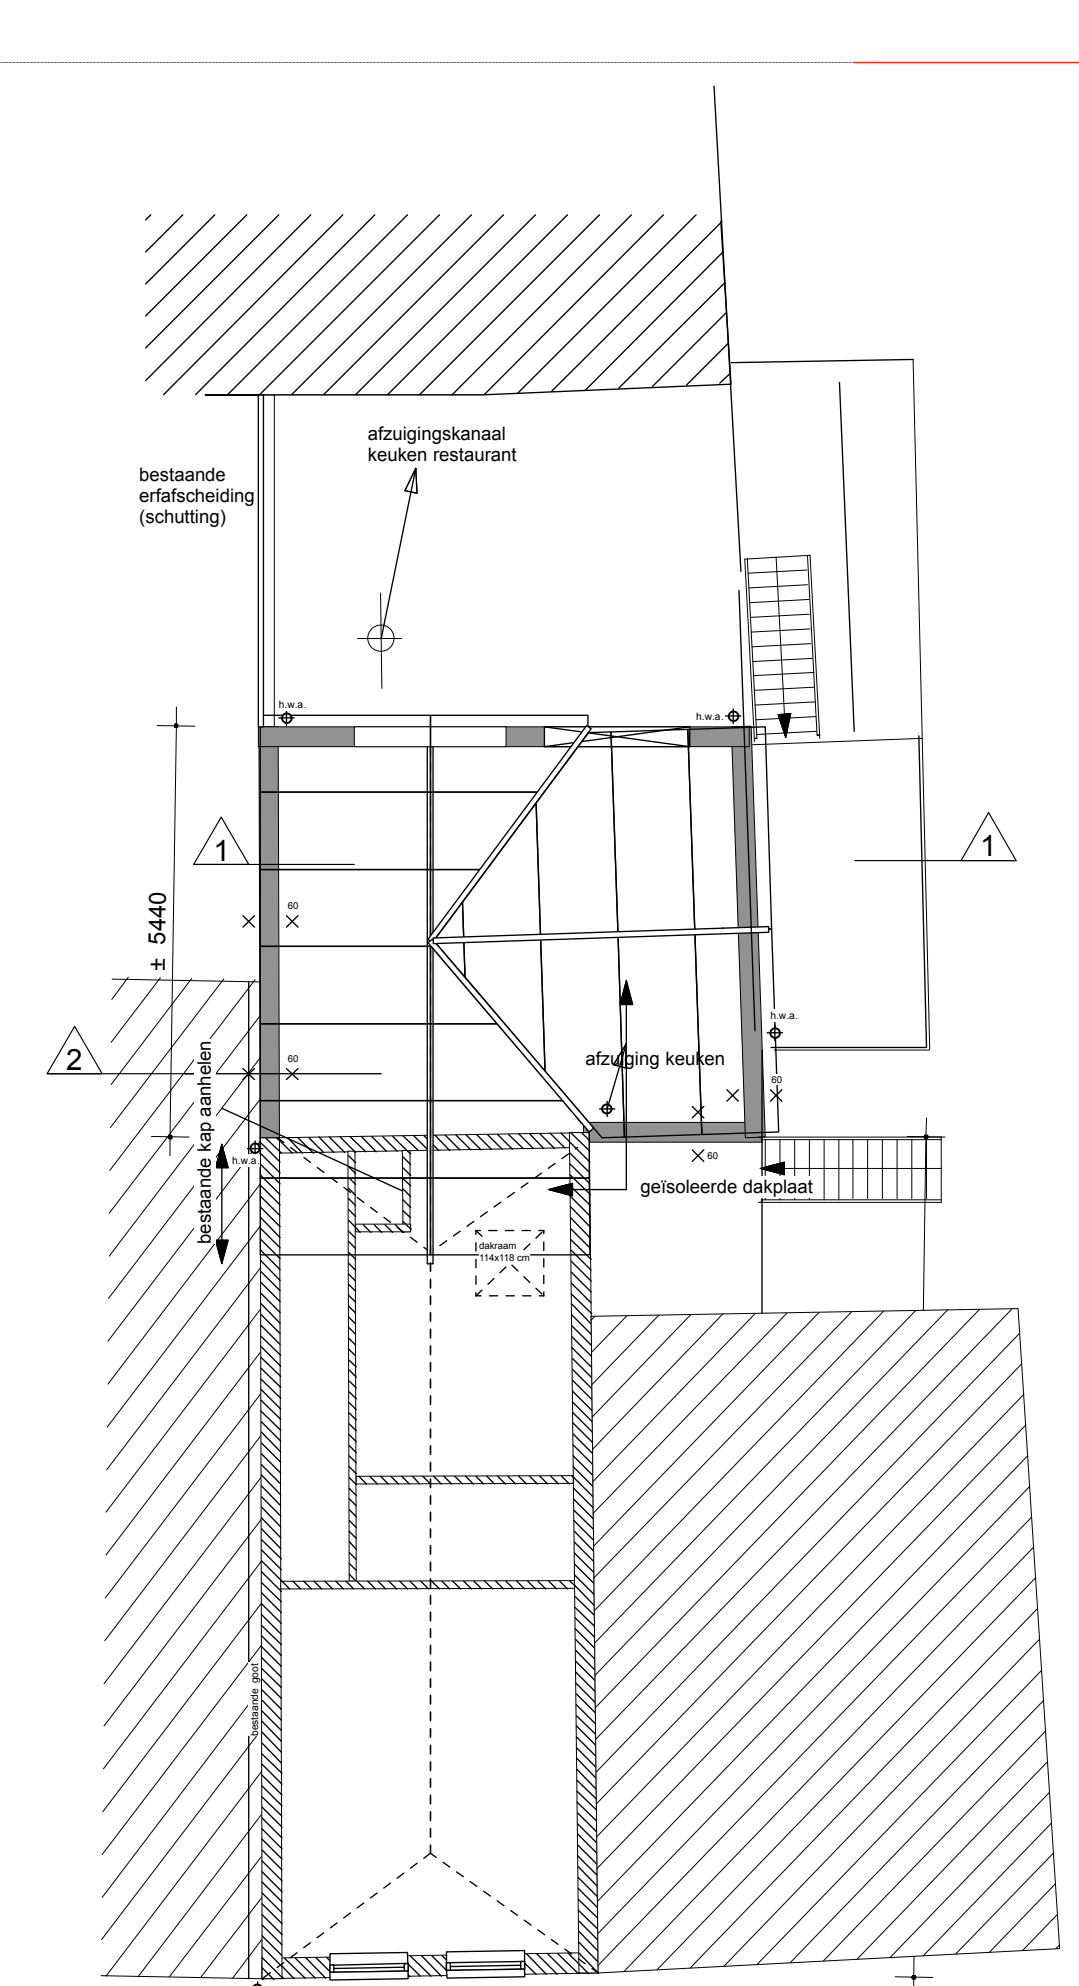 afzuigingskanaal
keuken restaurant
bestaande
erfafscheiding
(schutting)
h.w.a.
h.w.a.
1
1
± 5440
60
h.w.a.
2
60
afzuiging keuken
60
bestaande kap aanhelen
h.w.a.
60
geïsoleerde dakplaat
dakraam
114x118 cm
bestaande goot